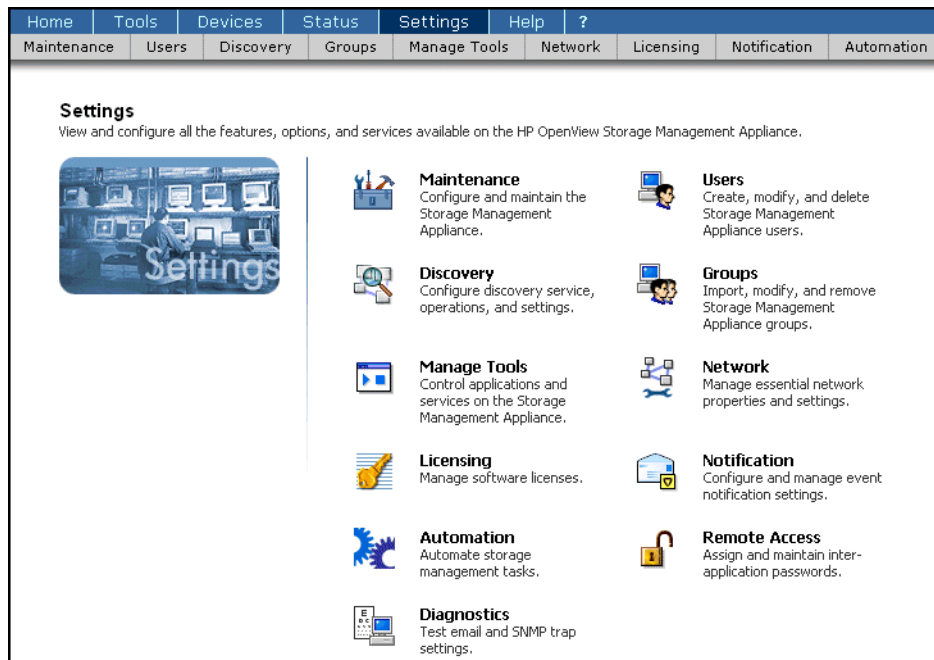 Home Tools Devices Status Settings Help ?
Maintenance Users Discovery Groups Manage Tools Network Licensing Notification Automation
Settings
View and configure all the features, options, and services available on the HP OpenView Storage Management Appliance.
Settings
Maintenance
Configure and maintain the
Storage Management
Appliance.
Users
Create, modify, and delete
Storage Management
Appliance users.
Discovery
Configure discovery service,
operations, and settings.
Groups
Import, modify, and remove
Storage Management
Appliance groups.
Manage Tools
Control applications and
services on the Storage
Management Appliance.
Network
Manage essential network
properties and settings.
Licensing
Manage software licenses.
Notification
Configure and manage event
notification settings.
Automation
Automate storage
management tasks.
Remote Access
Assign and maintain inter-
application passwords.
Diagnostics
Test email and SNMP trap
settings.